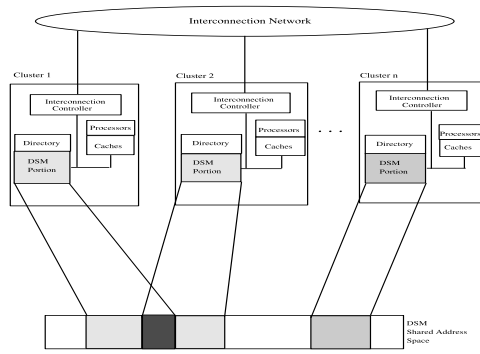 Interconnection Network
Cluster 1
Interconnection
Controller
Processors
Caches
Directory
DSM
Portion
Cluster 2
Interconnection
Controller
Processors
Caches
Directory
DSM
Portion
. . .
Cluster n
Interconnection
Controller
Processors
Caches
Directory
DSM
Portion
DSM
Shared Address
Space